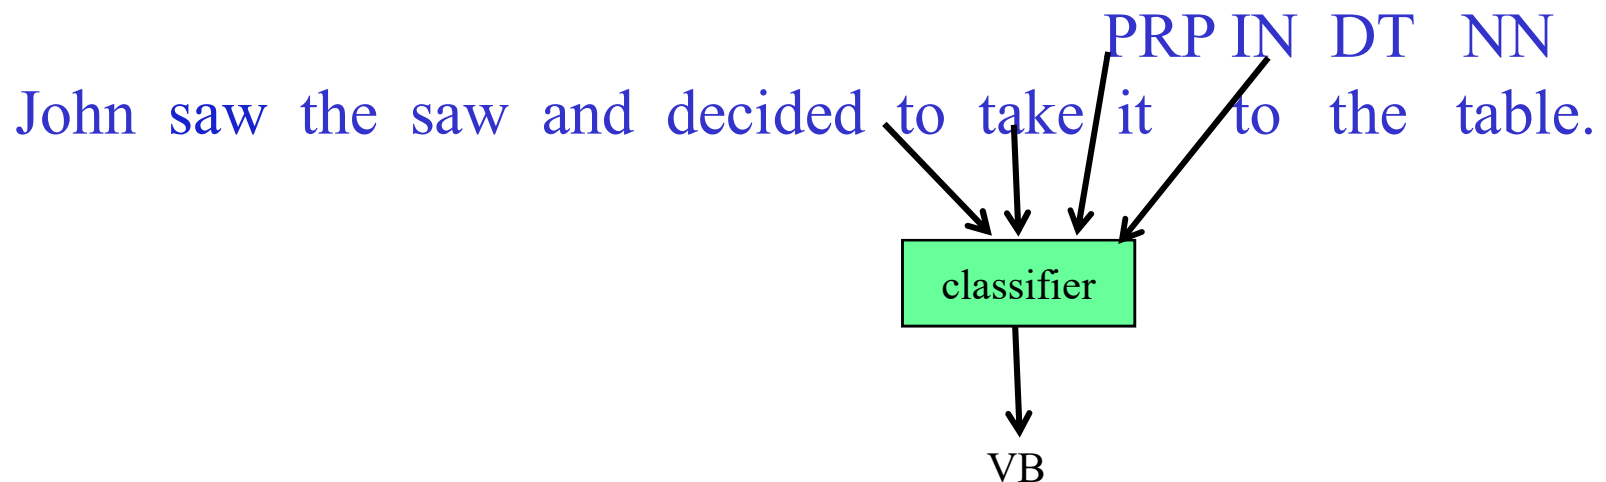 PRP IN DT NN
John saw the saw and decided to take it to the table.
classifier
VB